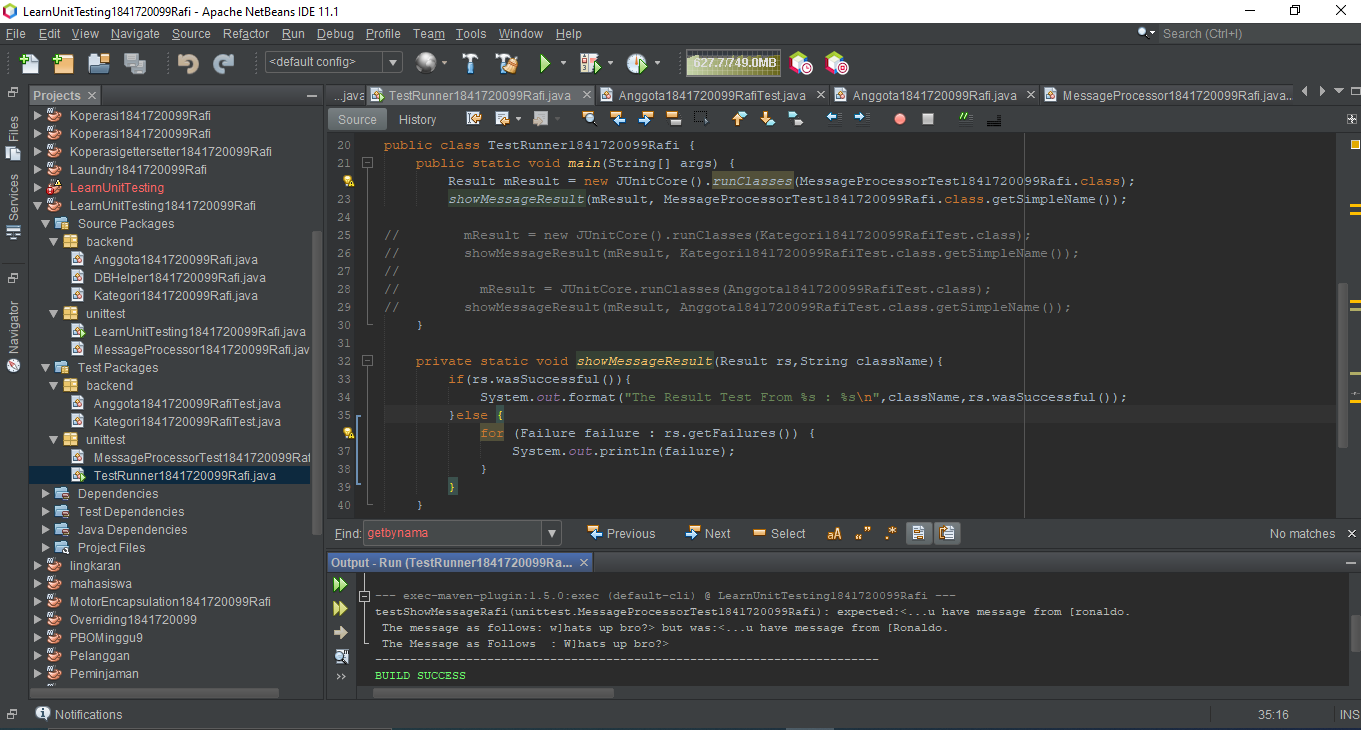 LearnUnitTesting1841720099Rafi - Apache NetBeans IDE 11.1
File Edit View Navigate Source Refactor Run Debug Profile Team Tools Window Help
Search (Ctrl+I)
<default config>
627.7/749.0MB
Files
Services
Navigator
Projects
Koperasi1841720099Rafi
Koperasi1841720099Rafi
Koperasigettersetter1841720099Rafi
Laundry1841720099Rafi
LearnUnitTesting
LearnUnitTesting1841720099Rafi
Source Packages
backend
Anggota1841720099Rafi.java
DBHelper1841720099Rafi.java
Kategori1841720099Rafi.java
unittest
LearnUnitTesting1841720099Rafi.java
MessageProcessor1841720099Rafi.jav
Test Packages
backend
Anggota1841720099RafiTest.java
Kategori1841720099RafiTest.java
unittest
MessageProcessorTest1841720099Raf
TestRunner1841720099Rafi.java
Dependencies
Test Dependencies
Java Dependencies
Project Files
lingkaran
mahasiswa
MotorEncapsulation1841720099Rafi
Overriding1841720099
PBOMinggu9
Pelanggan
Peminjaman
...java TestRunner1841720099Rafi.java Anggota1841720099RafiTest.java Anggota1841720099Rafi.java MessageProcessor1841720099Rafi.java...
Source History
20 public class TestRunner1841720099Rafi {
21 public static void main(String[] args) {
Result mResult = new JUnitCore().runClasses(MessageProcessorTest1841720099Rafi.class);
23 showMessageResult(mResult, MessageProcessorTest1841720099Rafi.class.getSimpleName());
24
25 // mResult = new JUnitCore().runClasses(Kategori1841720099RafiTest.class);
26 // showMessageResult(mResult, Kategori1841720099RafiTest.class.getSimpleName());
27 //
28 // mResult = JUnitCore.runClasses(Anggota1841720099RafiTest.class);
29 // showMessageResult(mResult, Anggota1841720099RafiTest.class.getSimpleName());
30 }
31
32 private static void showMessageResult(Result rs,String className){
33 if(rs.wasSuccessful()){
34 System.out.format("The Result Test From %s : %s\n",className,rs.wasSuccessful());
35 }else {
for (Failure failure : rs.getFailures()) {
37 System.out.println(failure);
38 }
39 }
40 }
Find: getbynama Previous Next Select aA No matches
Output - Run (TestRunner1841720099Ra...
--- exec-maven-plugin:1.5.0:exec (default-cli) @ LearnUnitTesting1841720099Rafi ---
testShowMessageRafi(unittest.MessageProcessorTest1841720099Rafi): expected:<...u have message from [ronaldo.
The message as follows: w]hats up bro?> but was:<...u have message from [Ronaldo.
The Message as Follows  : W]hats up bro?>
------------------------------------------------------------------------
BUILD SUCCESS
Notifications
35:16 INS